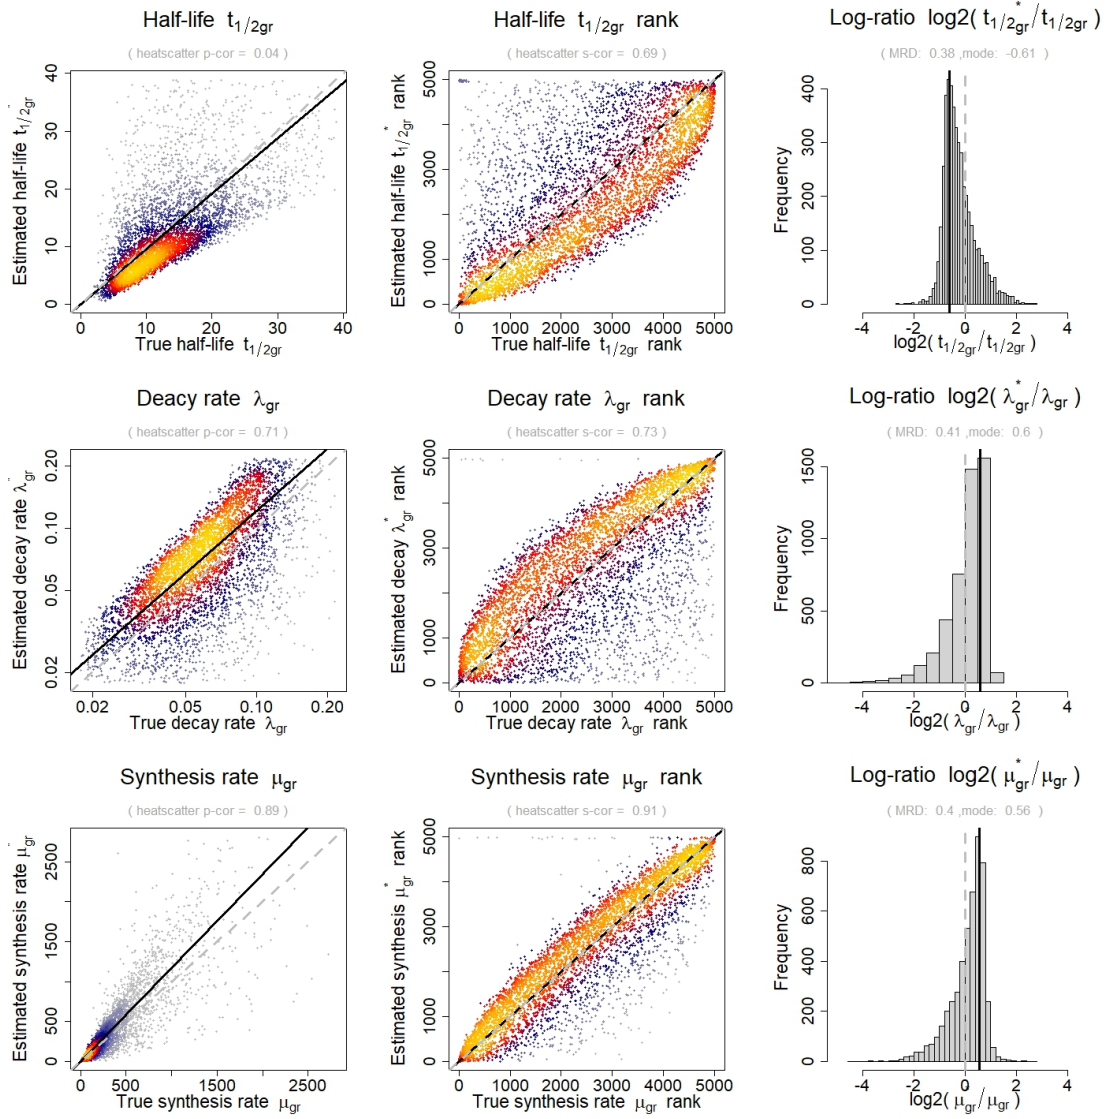 Half-life t1/2gr
( heatscatter p-cor = 0.04 )
Estimated half-life t1/2gr*
0 10 20 30 40
0 10 20 30 40
True half-life t1/2gr
Half-life t1/2gr rank
( heatscatter s-cor = 0.69 )
Estimated half-life t1/2gr* rank
0 1000 3000 5000
0 1000 2000 3000 4000 5000
True half-life t1/2gr rank
Log-ratio log2( t1/2gr*/t1/2gr )
( MRD: 0.38 ,mode: -0.61 )
Frequency
0 100 200 300 400
-4 -2 0 2 4
log2( t1/2gr/t1/2gr )
Deacy rate λgr
( heatscatter p-cor = 0.71 )
Estimated decay rate λgr*
0.02 0.05 0.10 0.20
0.02 0.05 0.10 0.20
True decay rate λgr
Decay rate λgr rank
( heatscatter s-cor = 0.73 )
Estimated decay λgr* rank
0 1000 3000 5000
0 1000 2000 3000 4000 5000
True decay rate λgr rank
Log-ratio log2( λgr*/λgr )
( MRD: 0.41 ,mode: 0.6 )
Frequency
0 500 1000 1500
-4 -2 0 2 4
log2( λgr/λgr )
Synthesis rate μgr
( heatscatter p-cor = 0.89 )
Estimated synthesis rate μgr*
0 500 1500 2500
0 500 1500 2500
True synthesis rate μgr
Synthesis rate μgr rank
( heatscatter s-cor = 0.91 )
Estimated synthesis μgr* rank
0 1000 3000 5000
0 1000 2000 3000 4000 5000
True synthesis rate μgr rank
Log-ratio log2( μgr*/μgr )
( MRD: 0.4 ,mode: 0.56 )
Frequency
0 200 400 600 800
-4 -2 0 2 4
log2( μgr/μgr )